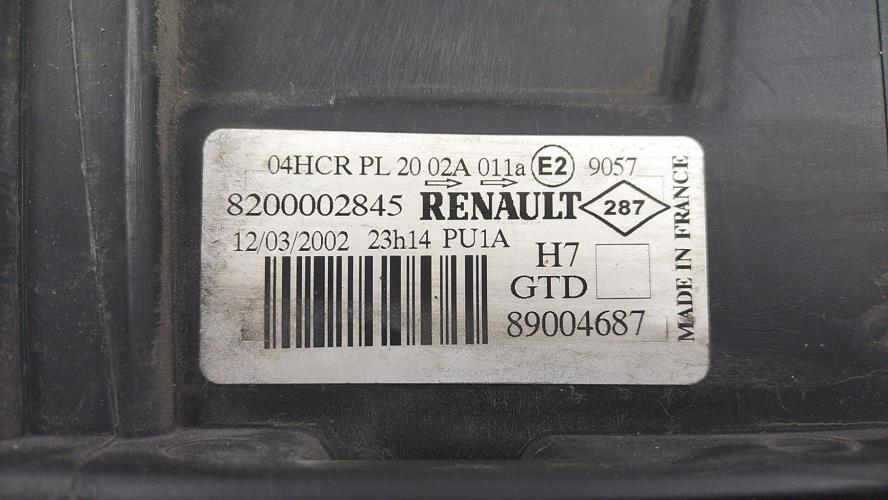 04HCR PL 20 02A 011a E2 9057
8200002845 RENAULT 287
12/03/2002 23h14 PU1A
H7
GTD
89004687
MADE IN FRANCE